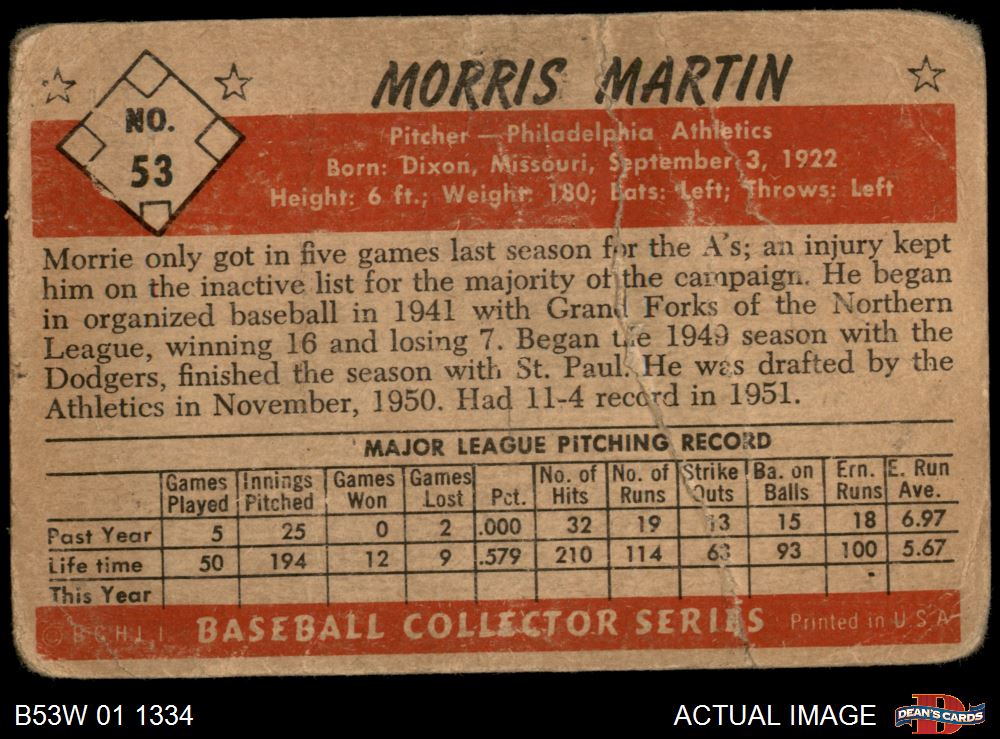 NO.
53
MORRIS MARTIN
Pitcher — Philadelphia Athletics
Born: Dixon, Missouri, September 3, 1922
Height: 6 ft.; Weight: 180; Bats: Left; Throws: Left
Morrie only got in five games last season for the A's; an injury kept
him on the inactive list for the majority of the campaign. He began
in organized baseball in 1941 with Grand Forks of the Northern
League, winning 16 and losing 7. Began the 1949 season with the
Dodgers, finished the season with St. Paul. He was drafted by the
Athletics in November, 1950. Had 11-4 record in 1951.
MAJOR LEAGUE PITCHING RECORD
Games Played Innings Pitched Games Won Games Lost Pct. No. of Hits No. of Runs Strike Outs Ba. on Balls Ern. Runs E. Run Ave.
Past Year 5 25 0 2 .000 32 19 13 15 18 6.97
Life time 50 194 12 9 .579 210 114 63 93 100 5.67
This Year
© B.G.H.L.I. BASEBALL COLLECTOR SERIES Printed in U S A
B53W 01 1334 ACTUAL IMAGE DEAN'S CARDS